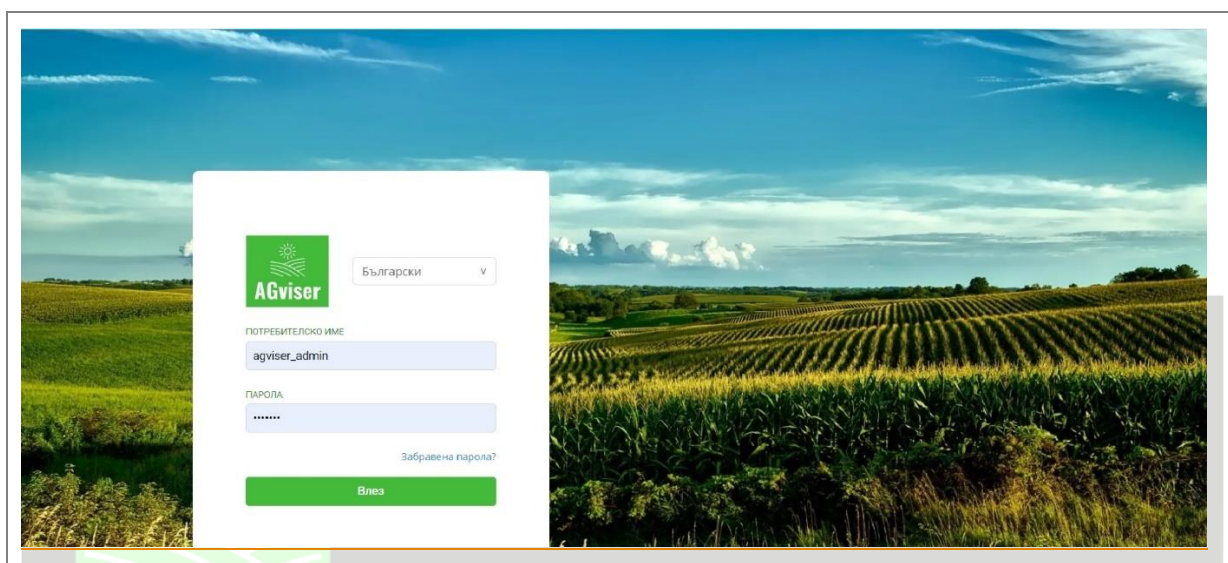 AGviser
Български v
ПОТРЕБИТЕЛСКО ИМЕ
agviser_admin
ПАРОЛА
•••••••
Забравена парола?
Влез